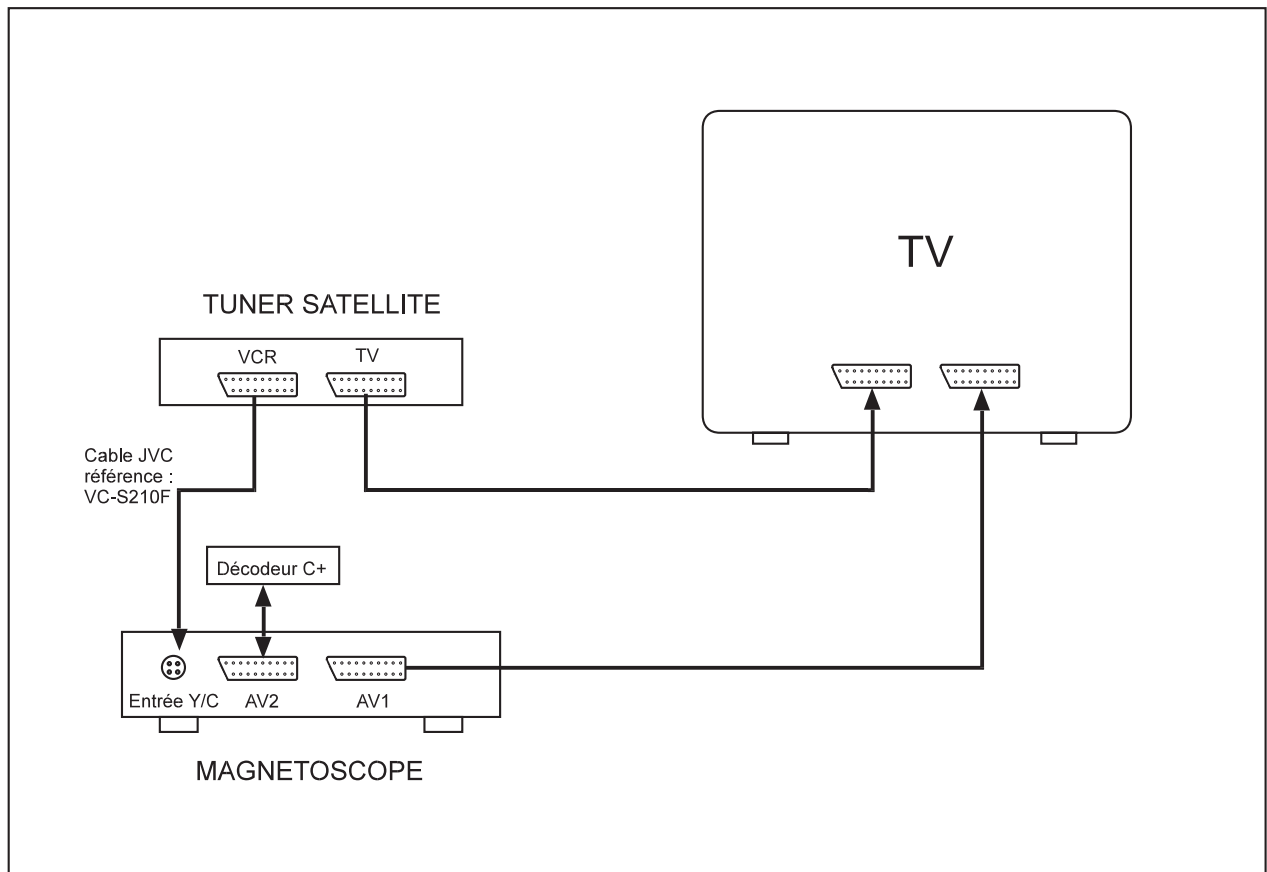 TV
TUNER SATELLITE
VCR
TV
Cable JVC
référence :
VC-S210F
Décodeur C+
Entrée Y/C
AV2
AV1
MAGNETOSCOPE